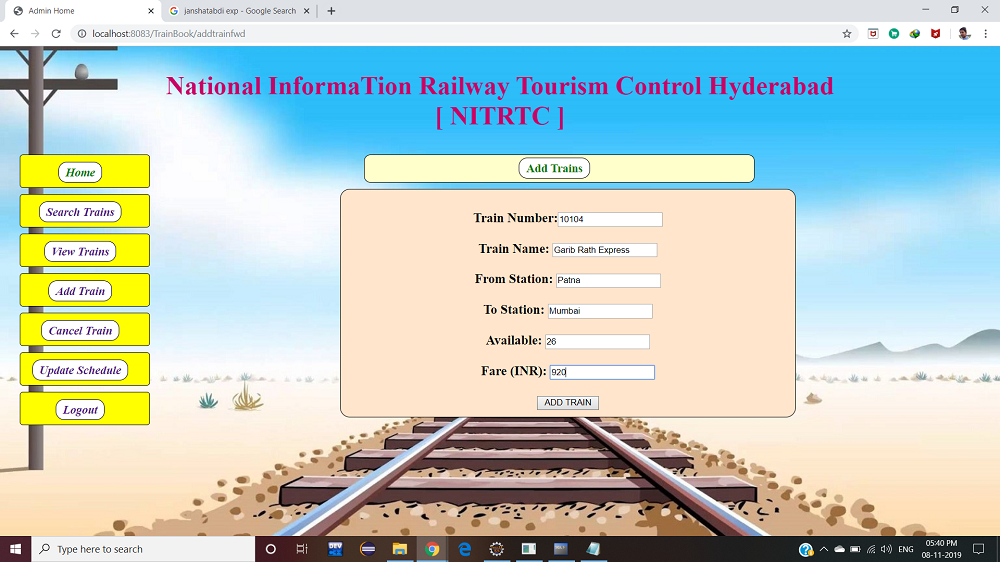 Admin Home
janshatabdi exp - Google Search
localhost:8083/TrainBook/addtrainfwd
National InformaTion Railway Tourism Control Hyderabad
[ NITRTC ]
Home
Search Trains
View Trains
Add Train
Cancel Train
Update Schedule
Logout
Add Trains
Train Number: 10104
Train Name: Garib Rath Express
From Station: Patna
To Station: Mumbai
Available: 26
Fare (INR): 920
ADD TRAIN
Type here to search
DEV
ENG
05:40 PM
08-11-2019